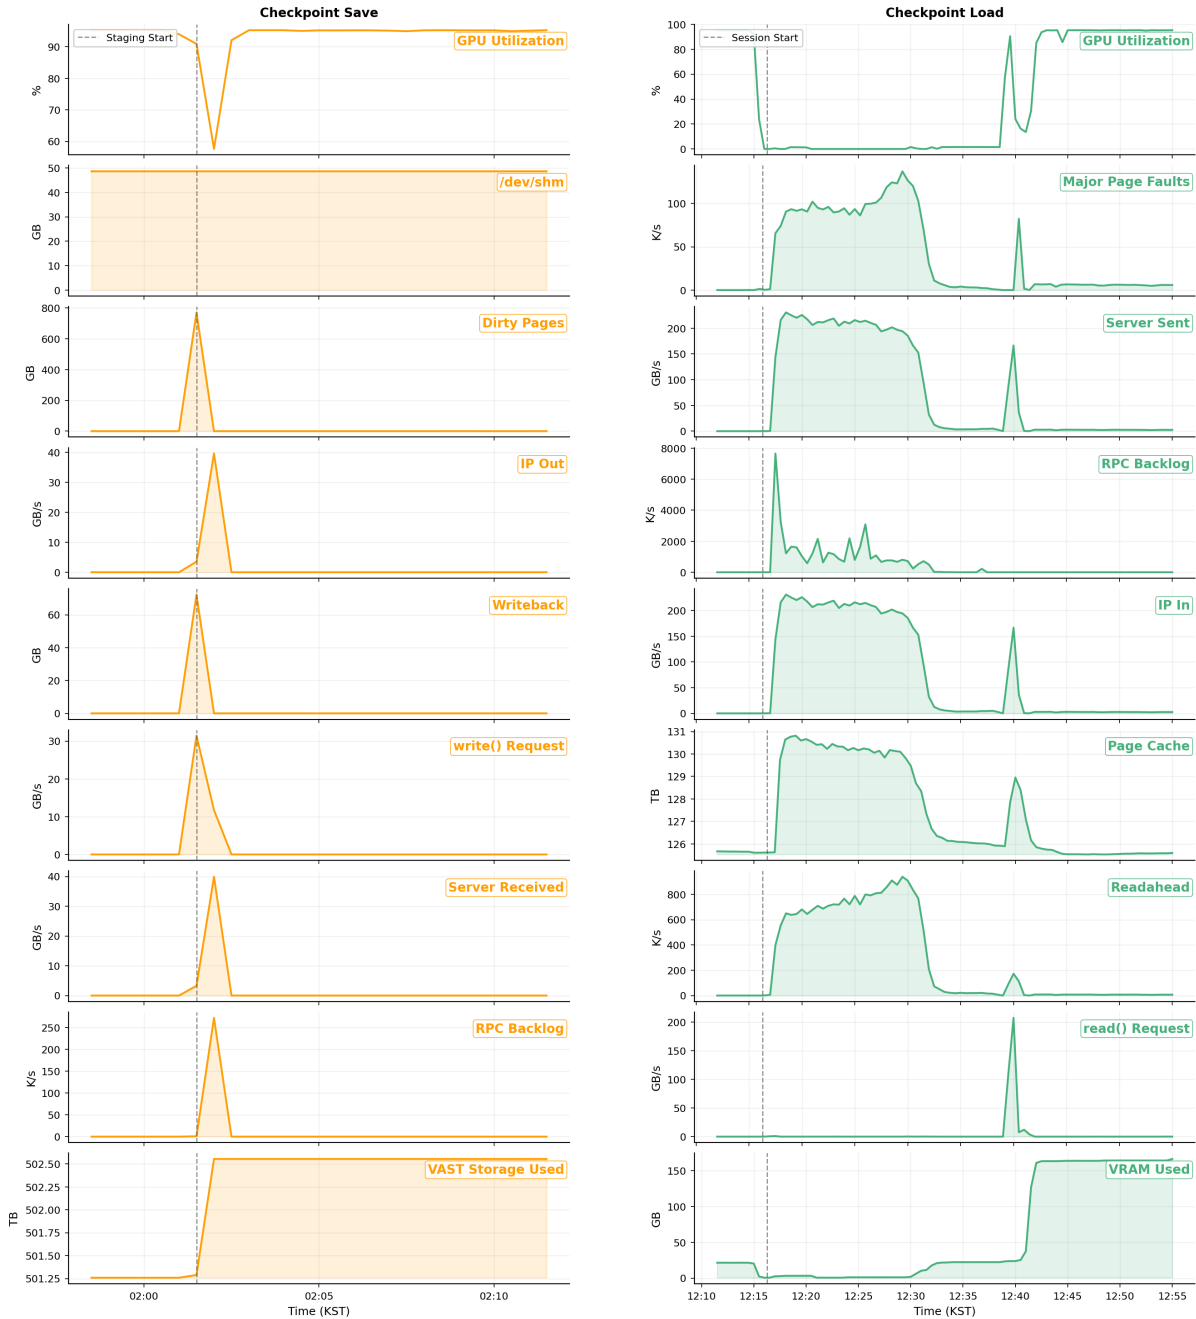 Checkpoint Save
Staging Start
GPU Utilization
%
90
80
70
60
/dev/shm
GB
50
40
30
20
10
0
Dirty Pages
GB
800
600
400
200
0
IP Out
GB/s
40
30
20
10
0
Writeback
GB
60
40
20
0
write() Request
GB/s
30
20
10
0
Server Received
GB/s
40
30
20
10
0
RPC Backlog
K/s
250
200
150
100
50
0
VAST Storage Used
TB
502.50
502.25
502.00
501.75
501.50
501.25
02:00 02:05 02:10
Time (KST)
Checkpoint Load
Session Start
GPU Utilization
%
100
80
60
40
20
0
Major Page Faults
K/s
100
50
0
Server Sent
GB/s
200
150
100
50
0
RPC Backlog
K/s
8000
6000
4000
2000
0
IP In
GB/s
200
150
100
50
0
Page Cache
TB
131
130
129
128
127
126
Readahead
K/s
800
600
400
200
0
read() Request
GB/s
200
150
100
50
0
VRAM Used
GB
150
100
50
0
12:10 12:15 12:20 12:25 12:30 12:35 12:40 12:45 12:50 12:55
Time (KST)